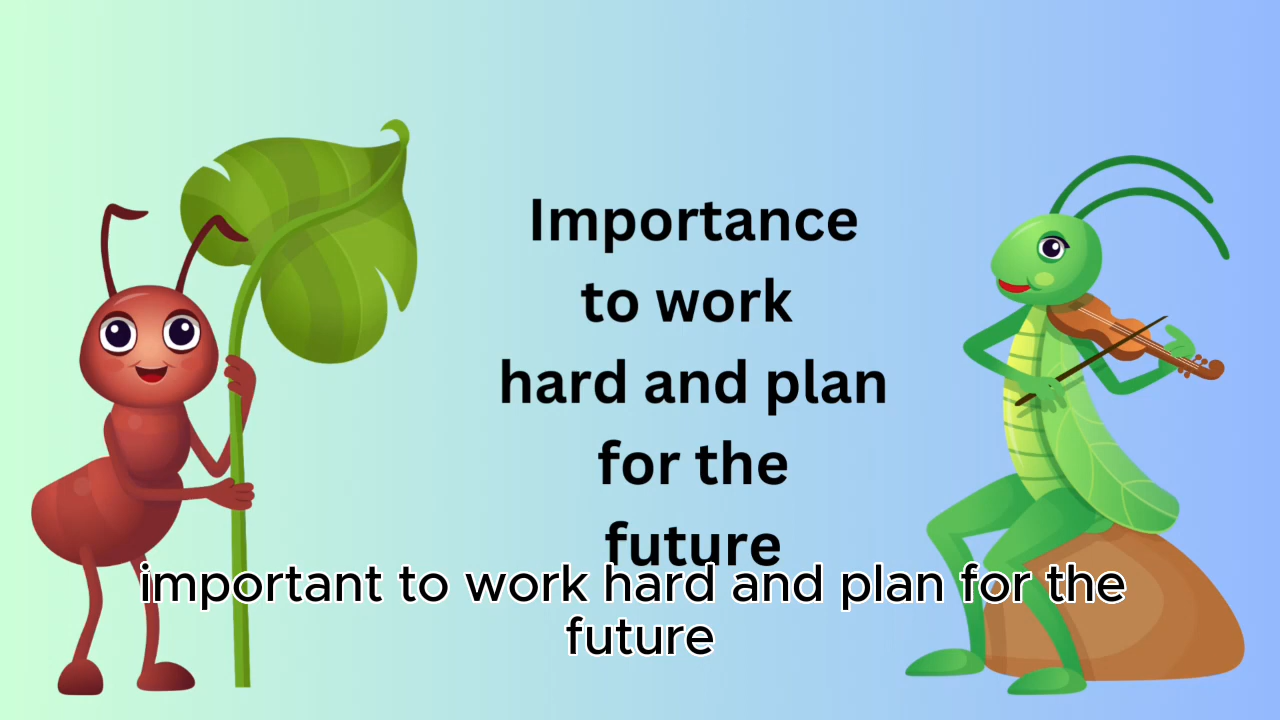 Importance
to work
hard and plan
for the
future
important to work hard and plan for the
future